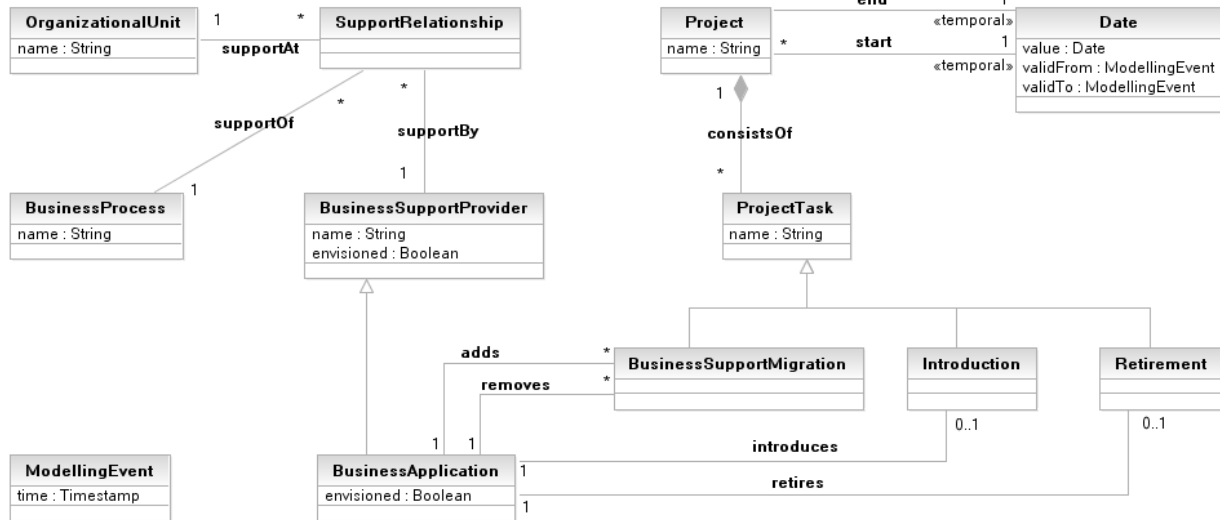 end
1
OrganizationalUnit
1
*
SupportRelationship
Project
«temporal»
Date
name : String
supportAt
name : String
*
start
1
value : Date
«temporal»
validFrom : ModellingEvent
validTo : ModellingEvent
*
*
1
supportOf
supportBy
consistsOf
1
1
*
BusinessProcess
BusinessSupportProvider
ProjectTask
name : String
name : String
name : String
envisioned : Boolean
adds
*
BusinessSupportMigration
Introduction
Retirement
removes
*
0..1
0..1
1
1
introduces
ModellingEvent
BusinessApplication
1
time : Timestamp
envisioned : Boolean
retires
1